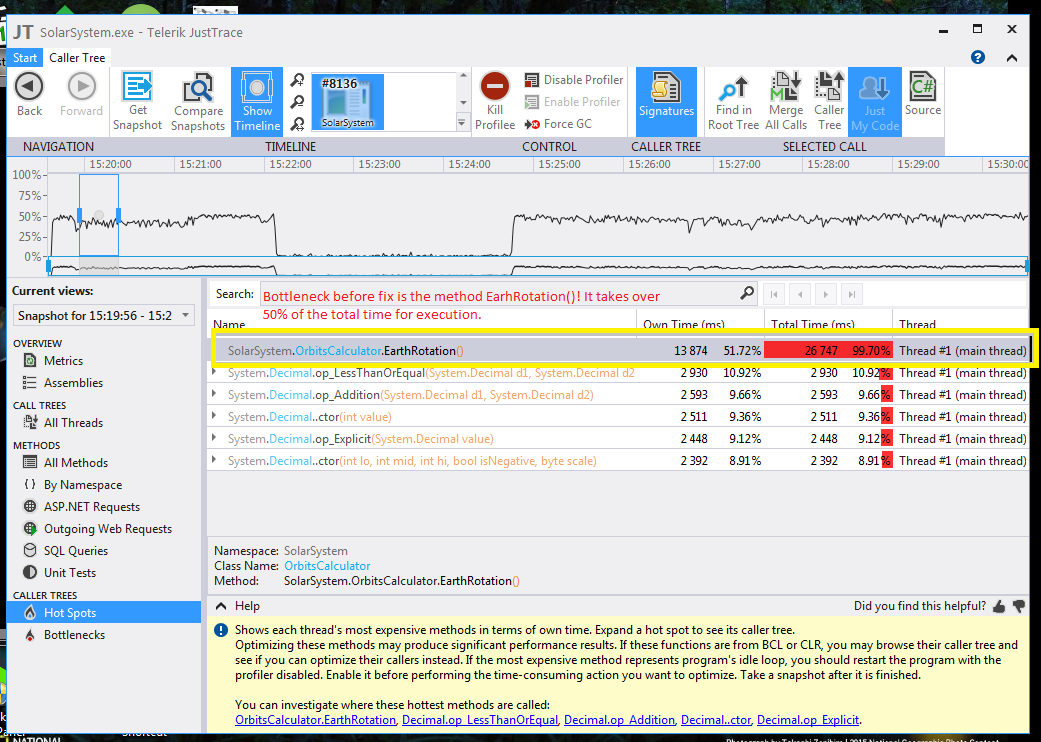 JT SolarSystem.exe - Telerik JustTrace
Start Caller Tree
Back
Forward
Get
Snapshot
Compare
Snapshots
Show
Timeline
#8136
SolarSystem
Kill
Profilee
Disable Profiler
Enable Profiler
Force GC
Signatures
Find in
Root Tree
Merge
All Calls
Caller
Tree
Just
My Code
Source
NAVIGATION TIMELINE CONTROL CALLER TREE SELECTED CALL
15:20:00 15:21:00 15:22:00 15:23:00 15:24:00 15:25:00 15:26:00 15:27:00 15:28:00 15:29:00 15:30:00
100%
75%
50%
25%
0%
Current views:
Snapshot for 15:19:56 - 15:2
OVERVIEW
Metrics
Assemblies
CALL TREES
All Threads
METHODS
All Methods
By Namespace
ASP.NET Requests
Outgoing Web Requests
SQL Queries
Unit Tests
CALLER TREES
Hot Spots
Bottlenecks
Search:
Bottleneck before fix is the method EarhRotation()! It takes over
50% of the total time for execution.
Name Own Time (ms) Total Time (ms) Thread
SolarSystem.OrbitsCalculator.EarthRotation() 13 874 51.72% 26 747 99.70% Thread #1 (main thread)
System.Decimal.op_LessThanOrEqual(System.Decimal d1, System.Decimal d2 2 930 10.92% 2 930 10.92% Thread #1 (main thread)
System.Decimal.op_Addition(System.Decimal d1, System.Decimal d2) 2 593 9.66% 2 593 9.66% Thread #1 (main thread)
System.Decimal..ctor(int value) 2 511 9.36% 2 511 9.36% Thread #1 (main thread)
System.Decimal.op_Explicit(System.Decimal value) 2 448 9.12% 2 448 9.12% Thread #1 (main thread)
System.Decimal..ctor(int lo, int mid, int hi, bool isNegative, byte scale) 2 392 8.91% 2 392 8.91% Thread #1 (main thread)
Namespace: SolarSystem
Class Name: OrbitsCalculator
Method: SolarSystem.OrbitsCalculator.EarthRotation()
Help Did you find this helpful?
Shows each thread's most expensive methods in terms of own time. Expand a hot spot to see its caller tree.
Optimizing these methods may produce significant performance results. If these functions are from BCL or CLR, you may browse their caller tree and
see if you can optimize their callers instead. If the most expensive method represents program's idle loop, you should restart the program with the
profiler disabled. Enable it before performing the time-consuming action you want to optimize. Take a snapshot after it is finished.
You can investigate where these hottest methods are called:
OrbitsCalculator.EarthRotation, Decimal.op_LessThanOrEqual, Decimal.op_Addition, Decimal..ctor, Decimal.op_Explicit.